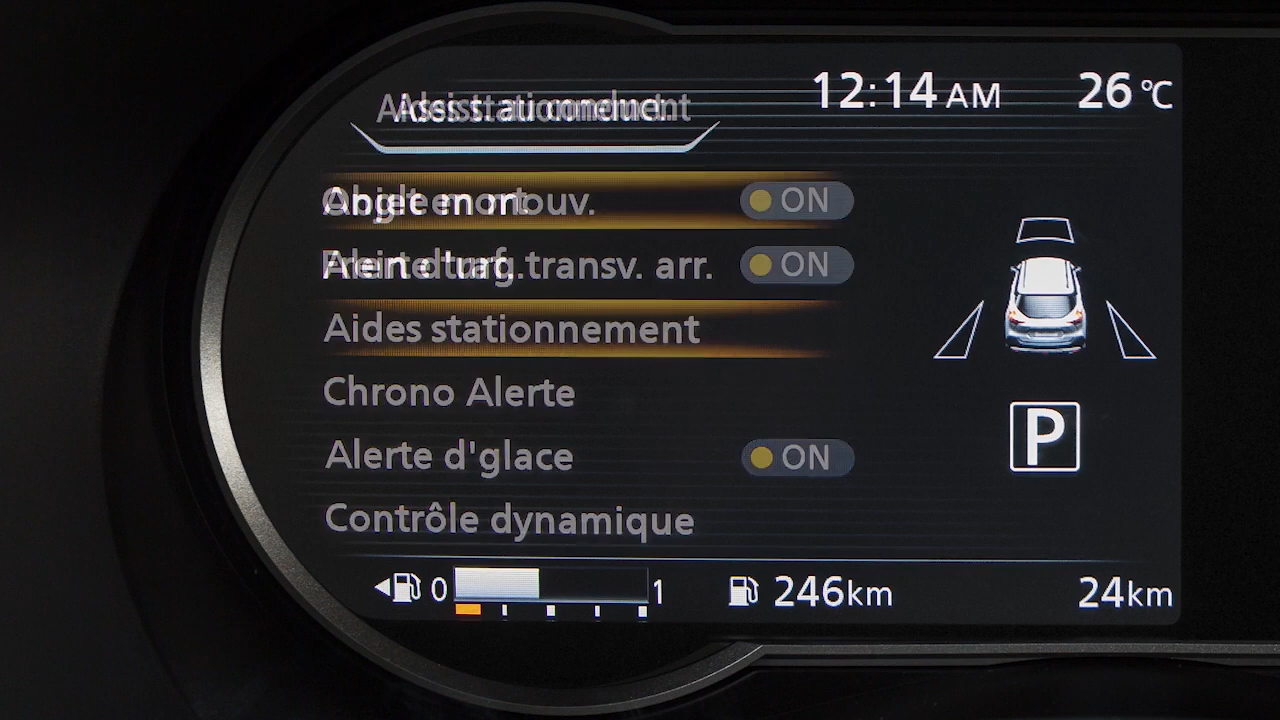 12:14 AM 26 °C
ON
ON
Aides stationnement
Chrono Alerte
Alerte d'glace ON
Contrôle dynamique
P
0 1 246km 24km